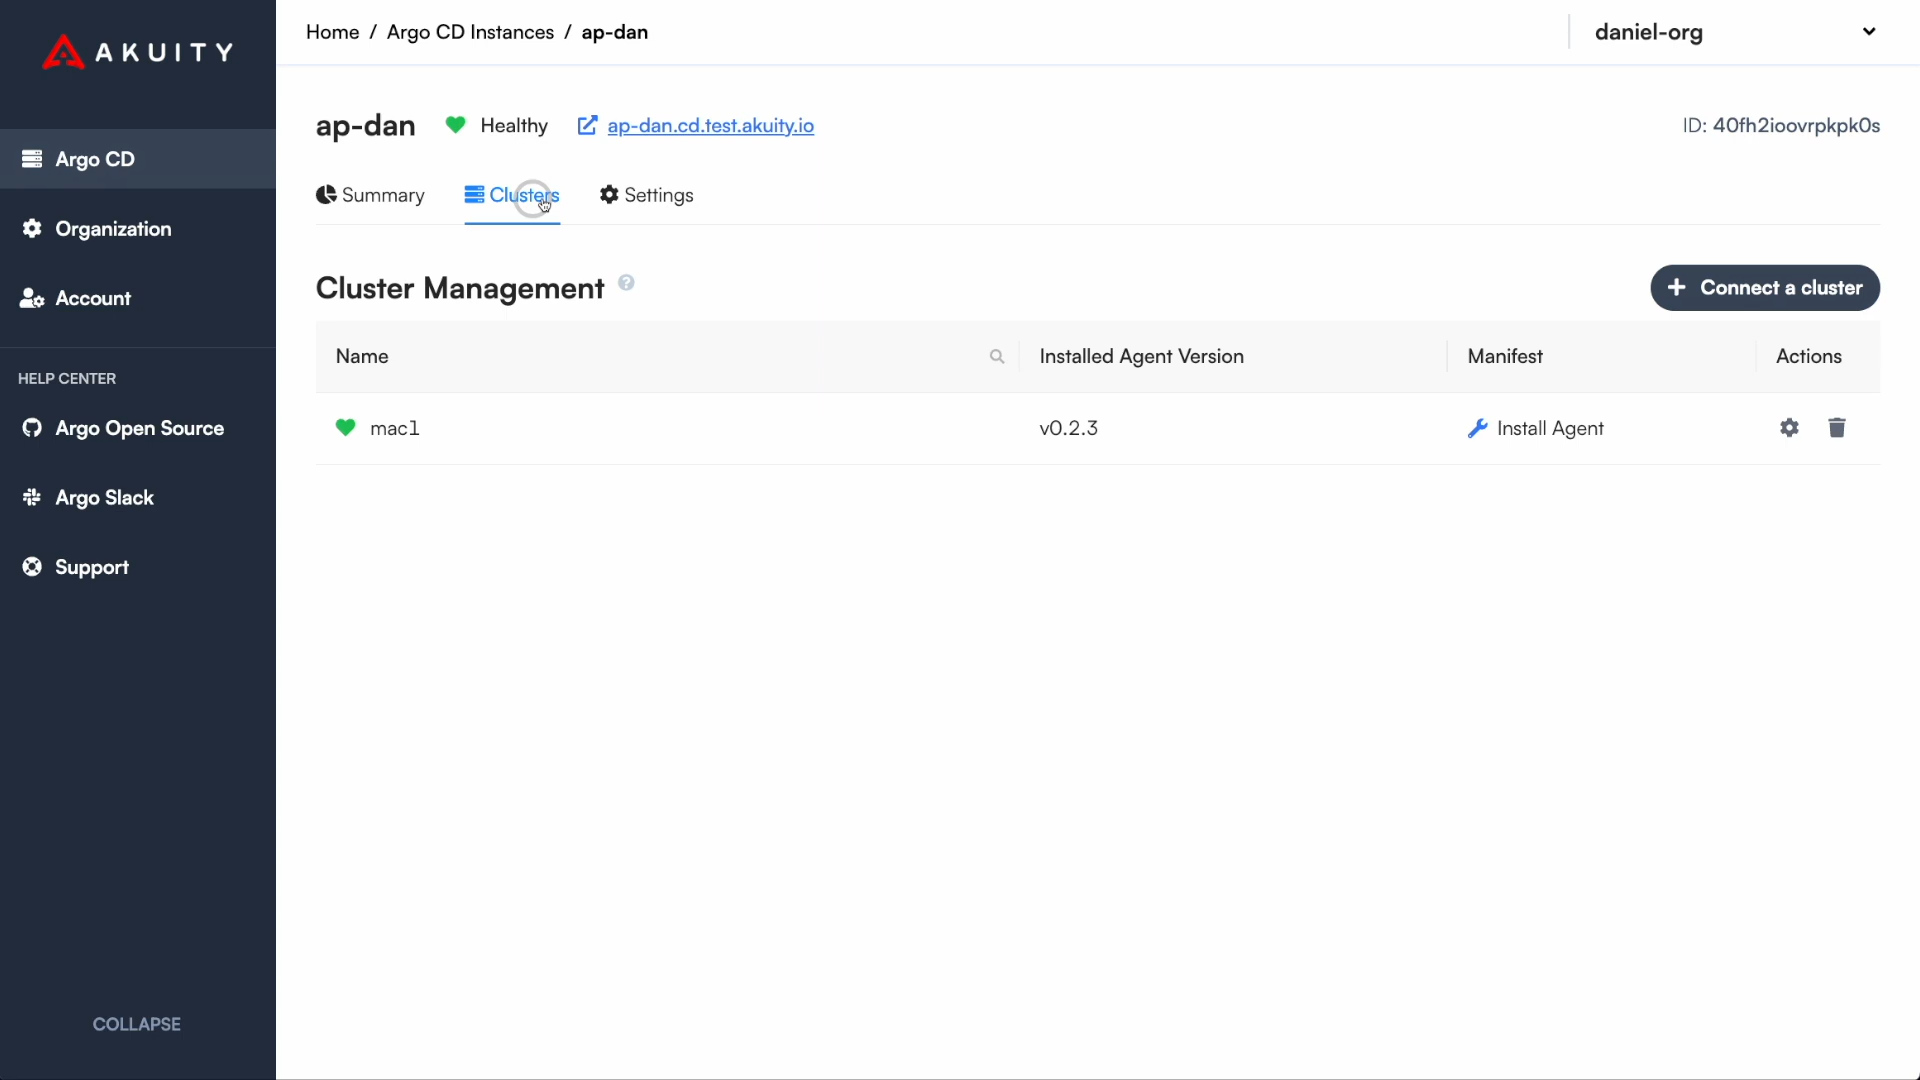 AKUITY
Home / Argo CD Instances / ap-dan
daniel-org
ap-dan
Healthy
ap-dan.cd.test.akuity.io
ID: 40fh2ioovrpkpk0s
Argo CD
Summary
Clusters
Settings
Organization
Account
Cluster Management ?
+ Connect a cluster
Name
Installed Agent Version
Manifest
Actions
mac1
v0.2.3
Install Agent
HELP CENTER
Argo Open Source
Argo Slack
Support
COLLAPSE